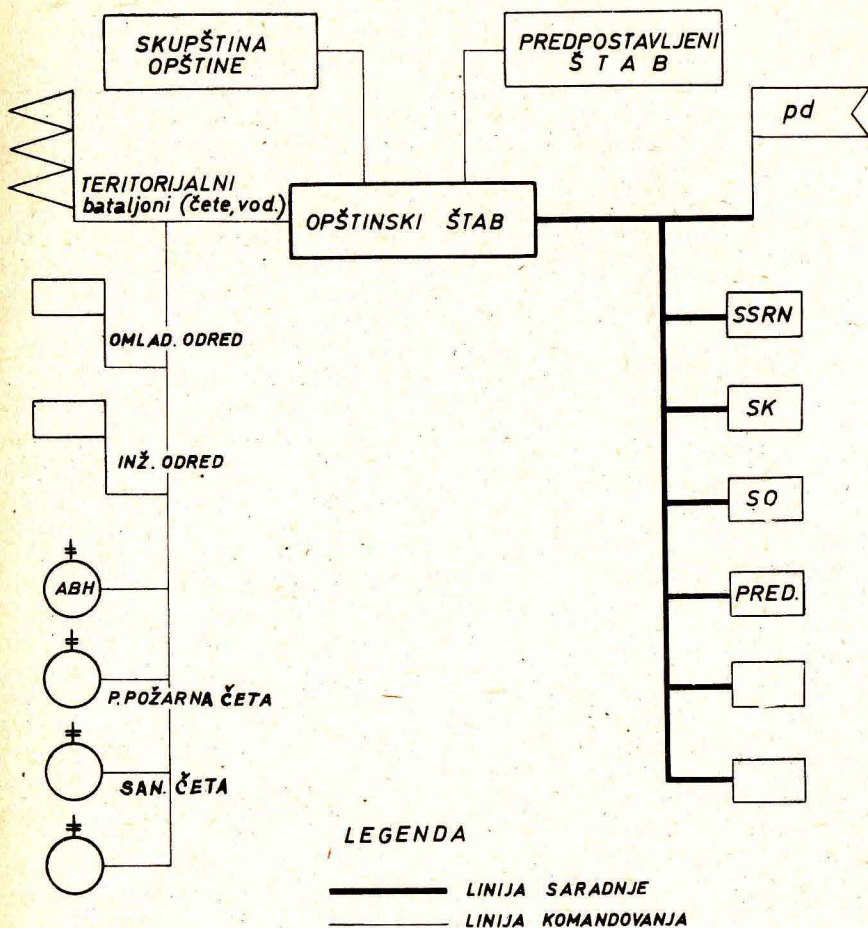 SKUPŠTINA
OPŠTINE
PREDPOSTAVLJENI
ŠTAB
pd
TERITORIJALNI
bataljoni (čete, vod.)
OPŠTINSKI ŠTAB
OMLAD. ODRED
INŽ. ODRED
ABH
P.POŽARNA ČETA
SAN. ČETA
SSRN
SK
SO
PRED.
LEGENDA
LINIJA SARADNJE
LINIJA KOMANDOVANJA